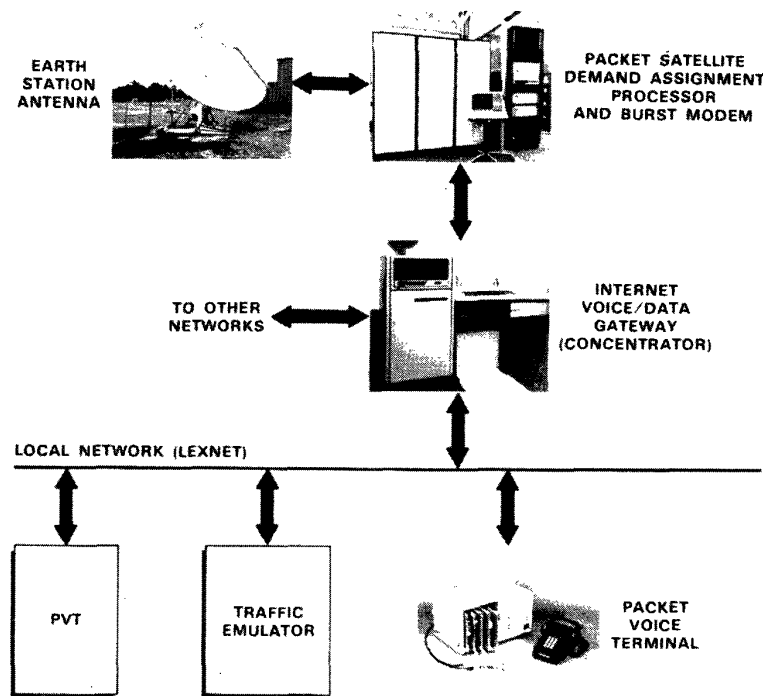 EARTH
STATION
ANTENNA
PACKET SATELLITE
DEMAND ASSIGNMENT
PROCESSOR
AND BURST MODEM
TO OTHER
NETWORKS
INTERNET
VOICE/DATA
GATEWAY
(CONCENTRATOR)
LOCAL NETWORK (LEXNET)
PVT
TRAFFIC
EMULATOR
PACKET
VOICE
TERMINAL